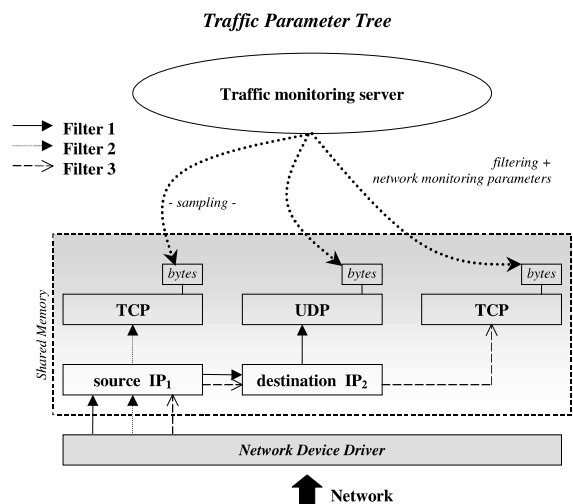 Traffic Parameter Tree
Traffic monitoring server
Filter 1
Filter 2
Filter 3
filtering +
network monitoring parameters
- sampling -
Shared Memory
bytes
bytes
bytes
TCP
UDP
TCP
source IP1
destination IP2
Network Device Driver
Network